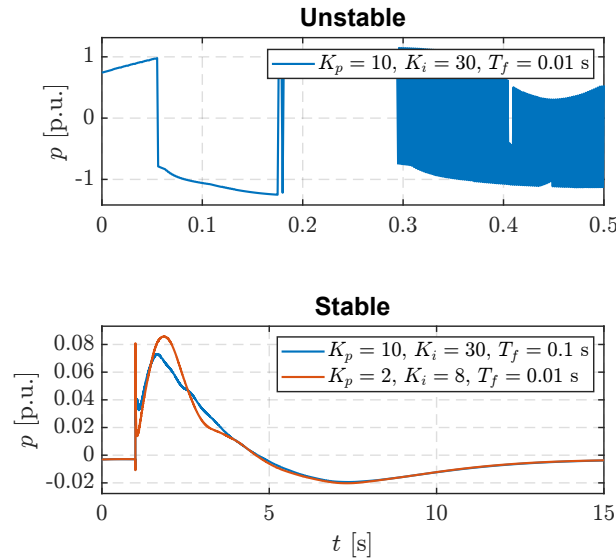 Unstable
p [p.u.]
1
0
-1
K_p = 10, K_i = 30, T_f = 0.01 s
0 0.1 0.2 0.3 0.4 0.5
Stable
p [p.u.]
0.08
0.06
0.04
0.02
0
-0.02
K_p = 10, K_i = 30, T_f = 0.1 s
K_p = 2, K_i = 8, T_f = 0.01 s
0 5 10 15
t [s]